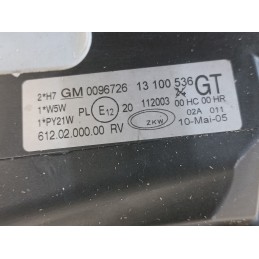 2*H7 GM 0096726 13 100 536 GT
1*W5W PL E12 20 112003 00 HC 00 HR
1*PY21W ZKW 02A 011
612.02.000.00 RV 10-Mai-05